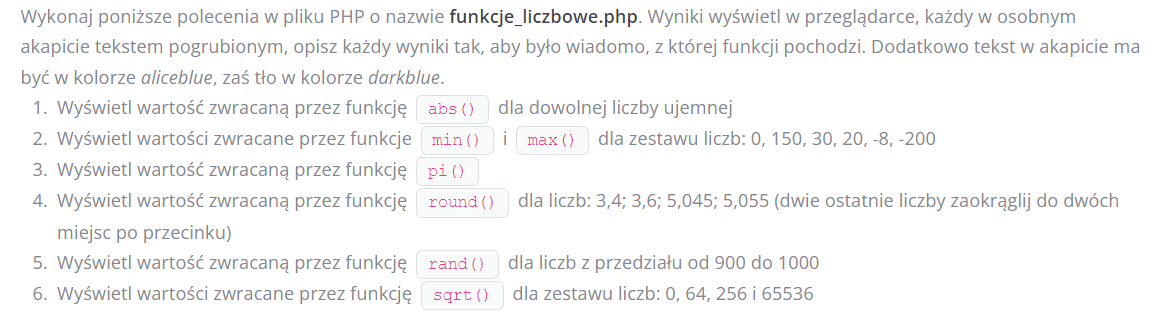 Wykonaj poniższe polecenia w pliku PHP o nazwie funkcje_liczbowe.php. Wyniki wyświetl w przeglądarce, każdy w osobnym
akapicie tekstem pogrubionym, opisz każdy wyniki tak, aby było wiadomo, z której funkcji pochodzi. Dodatkowo tekst w akapicie ma
być w kolorze aliceblue, zaś tło w kolorze darkblue.
1. Wyświetl wartość zwracaną przez funkcję abs() dla dowolnej liczby ujemnej
2. Wyświetl wartości zwracane przez funkcje min() i max() dla zestawu liczb: 0, 150, 30, 20, -8, -200
3. Wyświetl wartość zwracaną przez funkcję pi()
4. Wyświetl wartość zwracaną przez funkcję round() dla liczb: 3,4; 3,6; 5,045; 5,055 (dwie ostatnie liczby zaokrąglij do dwóch
miejsc po przecinku)
5. Wyświetl wartość zwracaną przez funkcję rand() dla liczb z przedziału od 900 do 1000
6. Wyświetl wartości zwracane przez funkcję sqrt() dla zestawu liczb: 0, 64, 256 i 65536